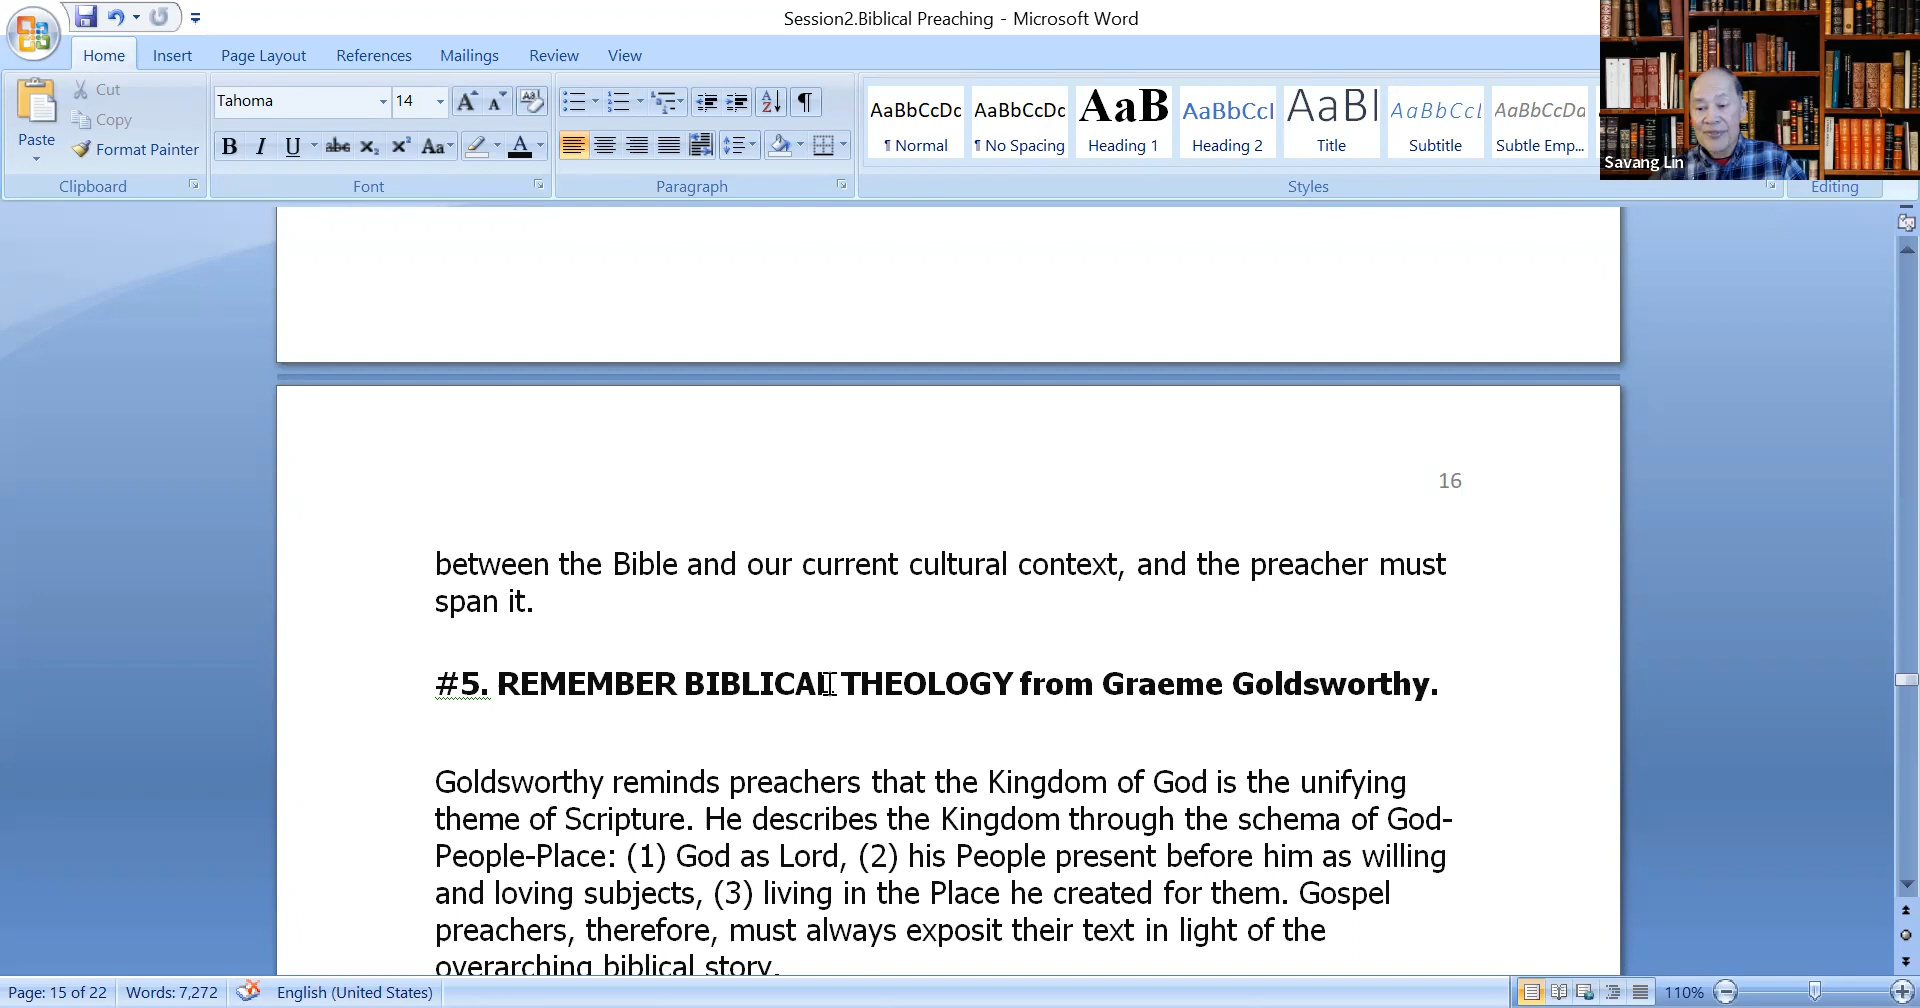 Session2.Biblical Preaching - Microsoft Word
Home Insert Page Layout References Mailings Review View
Paste
Cut
Copy
Format Painter
Clipboard
Tahoma 14
B I U abc x₂ x² Aa A
Font
Paragraph
AaBbCcDc AaBbCcDc AaB AaBbCcI AaBl AaBbCcL AaBbCcDa
¶ Normal ¶ No Spacing Heading 1 Heading 2 Title Subtitle Subtle Emp...
Styles
Editing
Savang Lin
16
between the Bible and our current cultural context, and the preacher must
span it.
#5. REMEMBER BIBLICAL THEOLOGY from Graeme Goldsworthy.
Goldsworthy reminds preachers that the Kingdom of God is the unifying
theme of Scripture. He describes the Kingdom through the schema of God-
People-Place: (1) God as Lord, (2) his People present before him as willing
and loving subjects, (3) living in the Place he created for them. Gospel
preachers, therefore, must always exposit their text in light of the
overarching biblical story.
Page: 15 of 22 Words: 7,272 English (United States) 110%